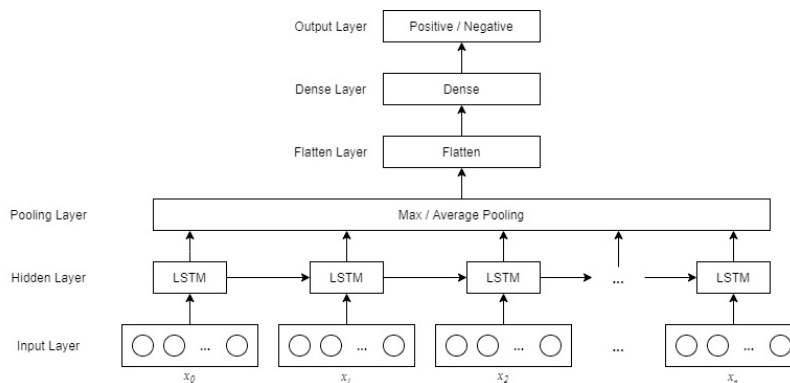 Output Layer Positive / Negative
Dense Layer Dense
Flatten Layer Flatten
Pooling Layer Max / Average Pooling
Hidden Layer LSTM LSTM LSTM ... LSTM
Input Layer ... ... ... ... ...
x0 x1 x2 xn